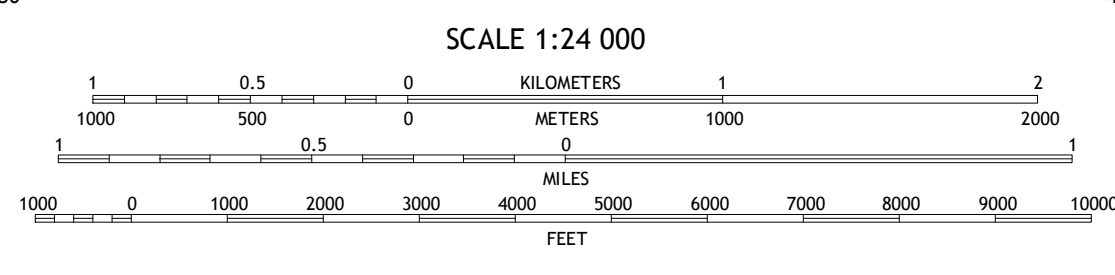 SCALE 1:24 000
1 0.5 0 KILOMETERS 1 2
1000 500 0 METERS 1000 2000
1 0.5 0 1
MILES
1000 0 1000 2000 3000 4000 5000 6000 7000 8000 9000 10000
FEET